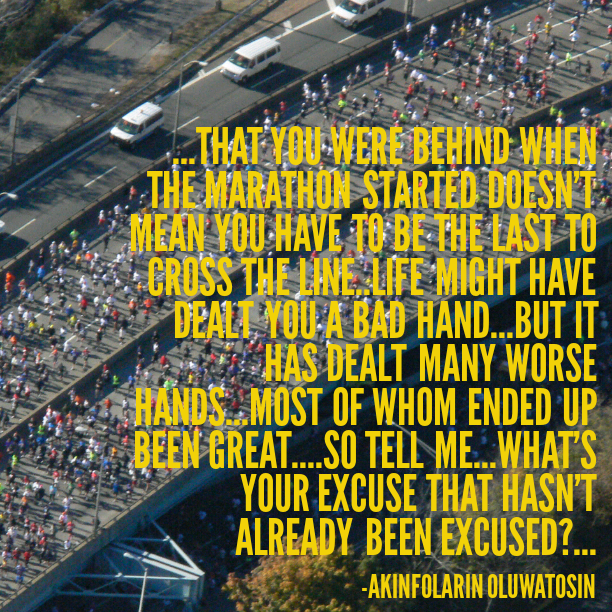 ...THAT YOU WERE BEHIND WHEN
THE MARATHON STARTED DOESN'T
MEAN YOU HAVE TO BE THE LAST TO
CROSS THE LINE..LIFE MIGHT HAVE
DEALT YOU A BAD HAND...BUT IT
HAS DEALT MANY WORSE
HANDS...MOST OF WHOM ENDED UP
BEEN GREAT....SO TELL ME...WHAT'S
YOUR EXCUSE THAT HASN'T
ALREADY BEEN EXCUSED?...
-AKINFOLARIN OLUWATOSIN